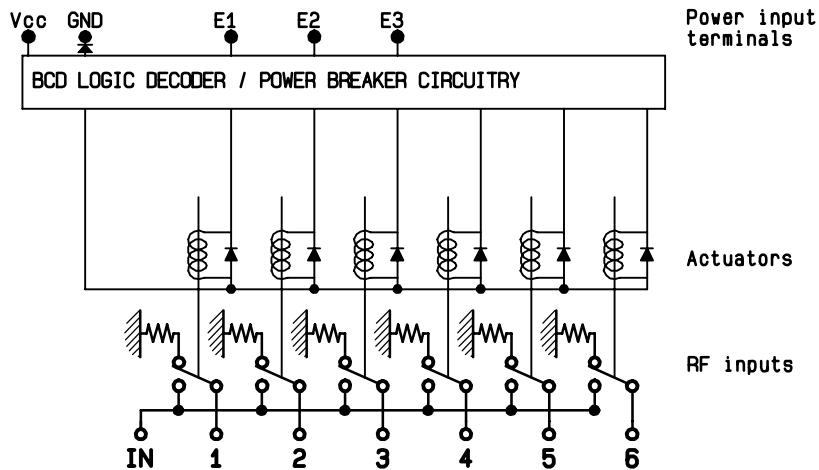 Vcc GND E1 E2 E3 Power input
terminals
BCD LOGIC DECODER / POWER BREAKER CIRCUITRY
Actuators
RF inputs
IN 1 2 3 4 5 6